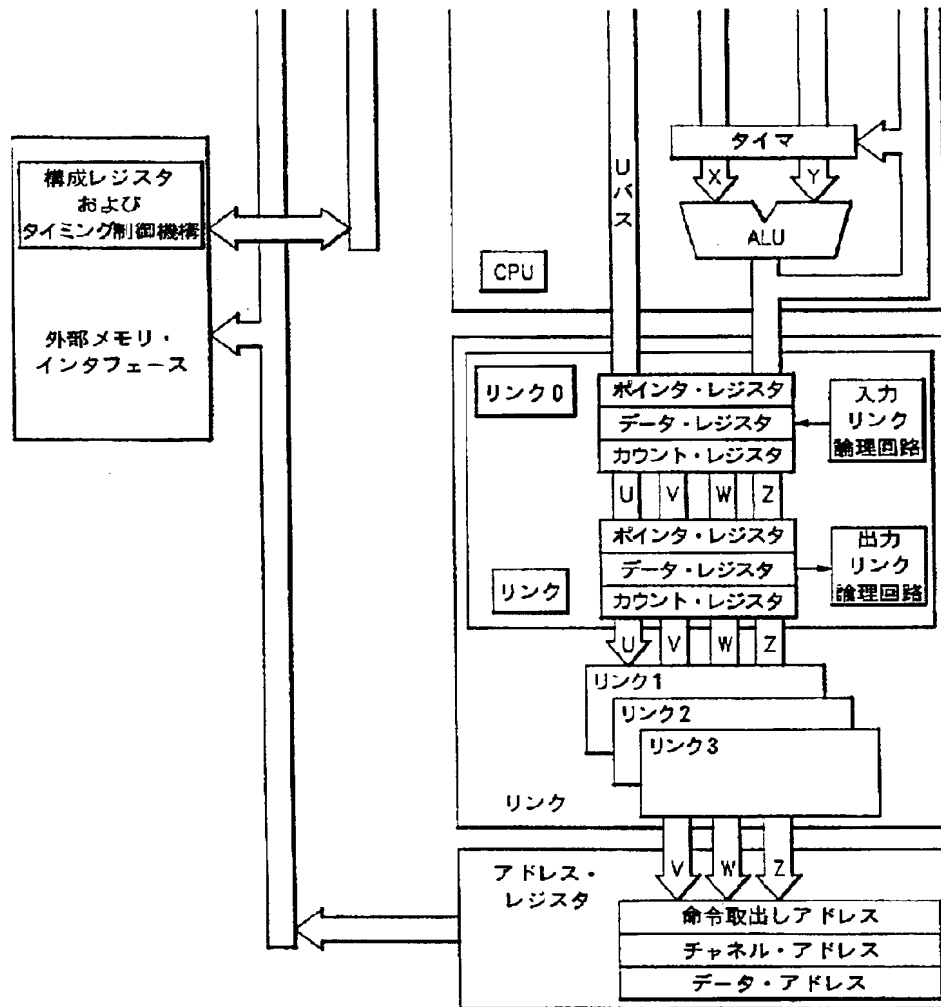 構成レジスタ
および
タイミング制御機構
外部メモリ・
インタフェース
Uバス
タイマ
X
Y
ALU
CPU
リンク0
ポインタ・レジスタ
データ・レジスタ
カウント・レジスタ
入力
リンク
論理回路
U
V
W
Z
ポインタ・レジスタ
データ・レジスタ
カウント・レジスタ
出力
リンク
論理回路
リンク
U
V
W
Z
リンク1
リンク2
リンク3
リンク
V
W
Z
アドレス・
レジスタ
命令取出しアドレス
チャネル・アドレス
データ・アドレス